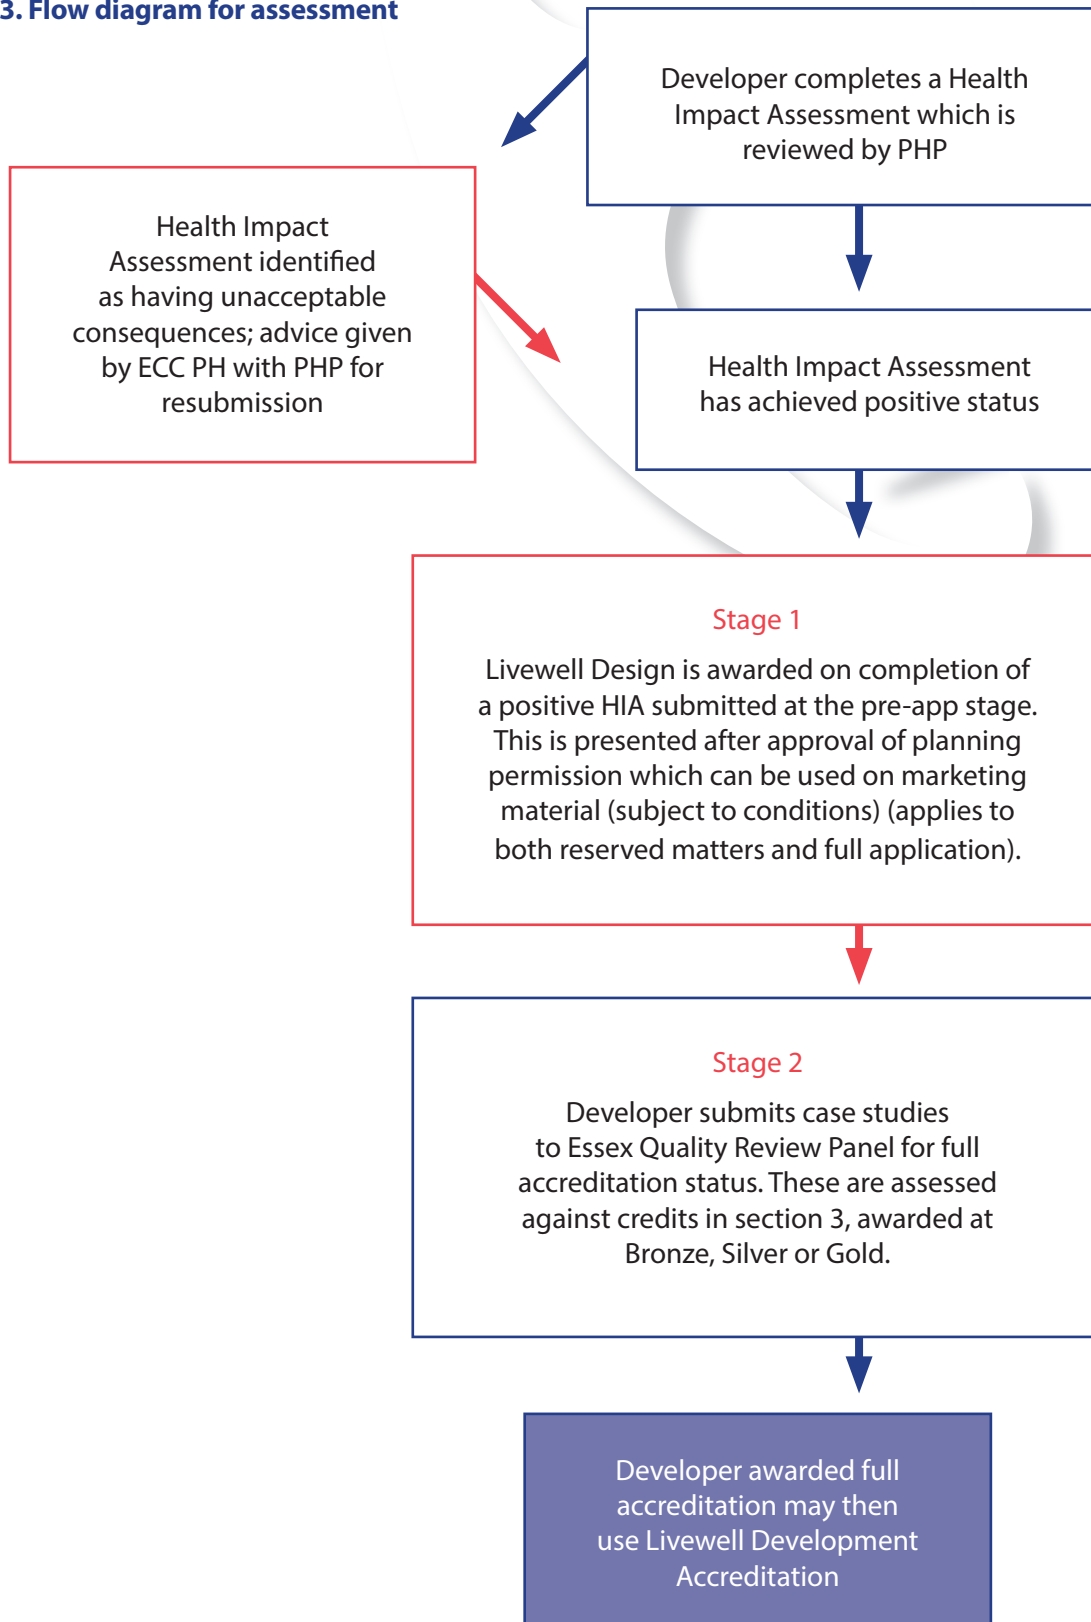 3. Flow diagram for assessment
Developer completes a Health
Impact Assessment which is
reviewed by PHP
Health Impact
Assessment identified
as having unacceptable
consequences; advice given
by ECC PH with PHP for
resubmission
Health Impact Assessment
has achieved positive status
Stage 1
Livewell Design is awarded on completion of
a positive HIA submitted at the pre-app stage.
This is presented after approval of planning
permission which can be used on marketing
material (subject to conditions) (applies to
both reserved matters and full application).
Stage 2
Developer submits case studies
to Essex Quality Review Panel for full
accreditation status. These are assessed
against credits in section 3, awarded at
Bronze, Silver or Gold.
Developer awarded full
accreditation may then
use Livewell Development
Accreditation